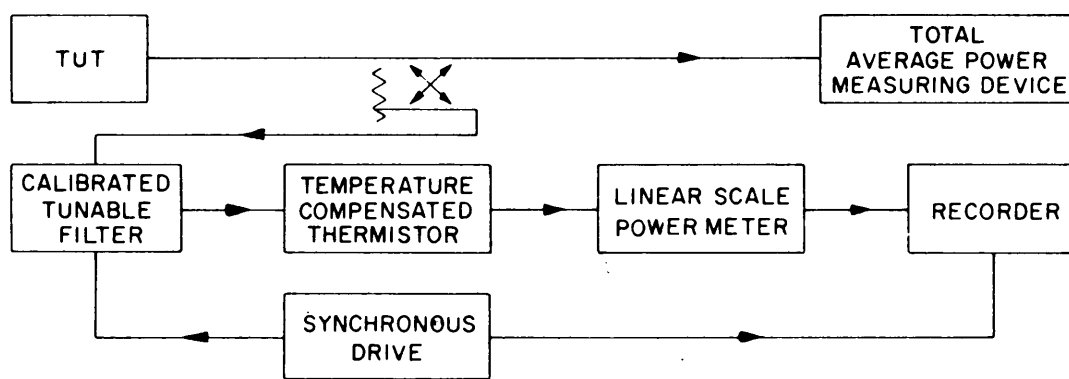 TUT
TOTAL
AVERAGE POWER
MEASURING DEVICE
CALIBRATED
TUNABLE
FILTER
TEMPERATURE
COMPENSATED
THERMISTOR
LINEAR SCALE
POWER METER
RECORDER
SYNCHRONOUS
DRIVE